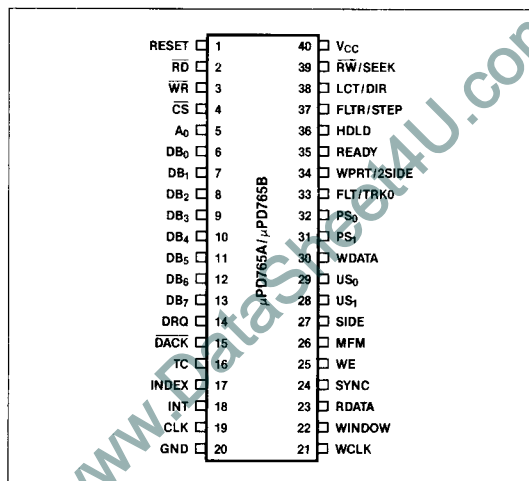 RESET 1 40 VCC
RD 2 39 RW/SEEK
WR 3 38 LCT/DIR
CS 4 37 FLTR/STEP
A0 5 36 HDLD
DB0 6 35 READY
DB1 7 34 WPRT/2SIDE
DB2 8 33 FLT/TRK0
DB3 9 32 PS0
DB4 10 31 PS1
DB5 11 30 WDATA
DB6 12 29 US0
DB7 13 28 US1
DRQ 14 27 SIDE
DACK 15 26 MFM
TC 16 25 WE
INDEX 17 24 SYNC
INT 18 23 RDATA
CLK 19 22 WINDOW
GND 20 21 WCLK
μPD765A/μPD765B
www.DataSheet4U.com